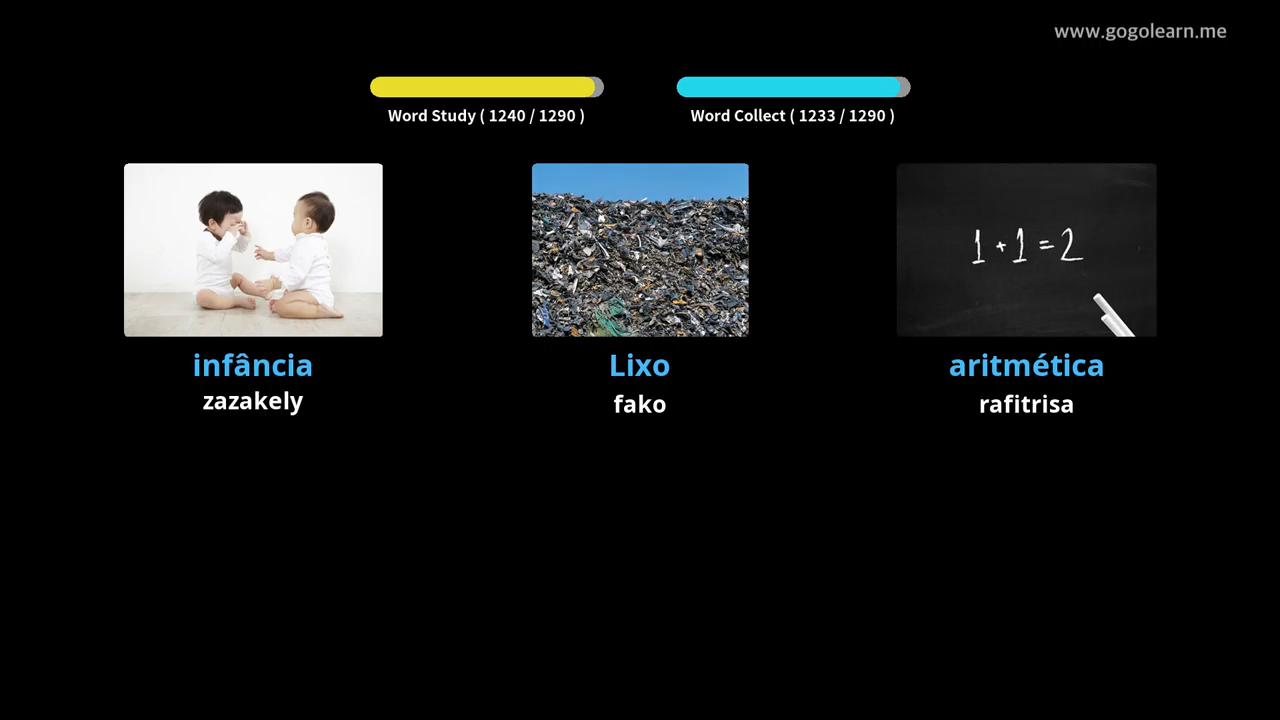 www.gogolearn.me
Word Study ( 1240 / 1290 )
Word Collect ( 1233 / 1290 )
1 + 1 = 2
infância
zazakely
Lixo
fako
aritmética
rafitrisa